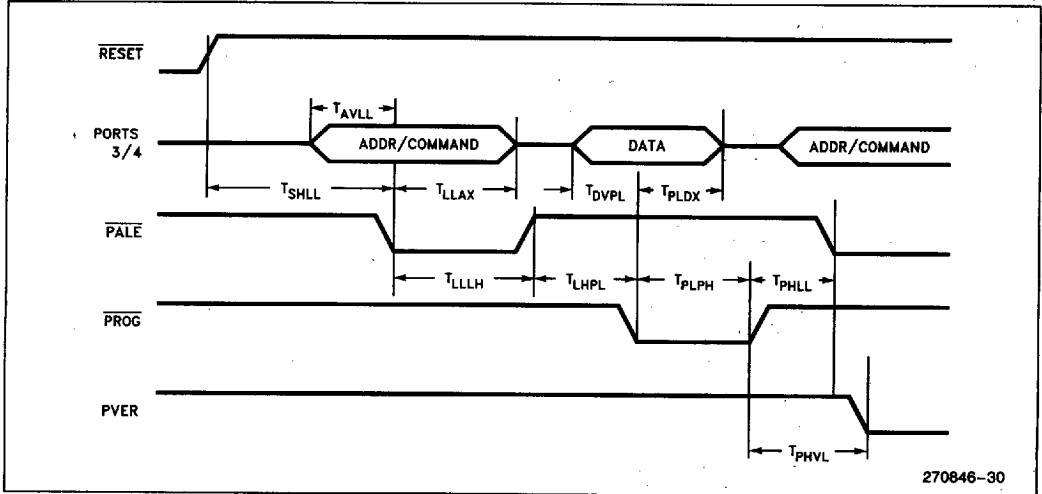 RESET
T_AVLL
PORTS
3/4
ADDR/COMMAND
DATA
ADDR/COMMAND
T_SHLL
T_LLAX
T_DVPL
T_PLDX
PALE
T_LLLH
T_LHPL
T_PLPH
T_PHLL
PROG
PVER
T_PHVL
270846-30